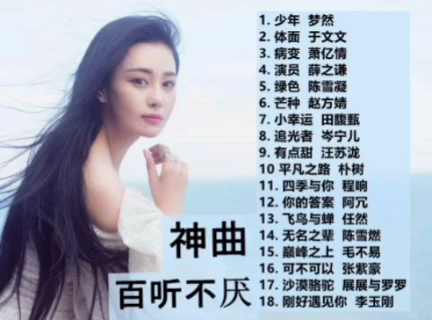 1. 少年 梦然
2. 体面 于文文
3. 病变 萧亿情
4. 演员 薛之谦
5. 绿色 陈雪凝
6. 芒种 赵方婧
7. 小幸运 田馥甄
8. 追光者 岑宁儿
9. 有点甜 汪苏泷
10 平凡之路 朴树
11. 四季与你 程响
12. 你的答案 阿冗
13. 飞鸟与蝉 任然
14. 无名之辈 陈雪燃
15. 巅峰之上 毛不易
16. 可不可以 张紫豪
17. 沙漠骆驼 展展与罗罗
18. 刚好遇见你 李玉刚
神曲
百听不厌